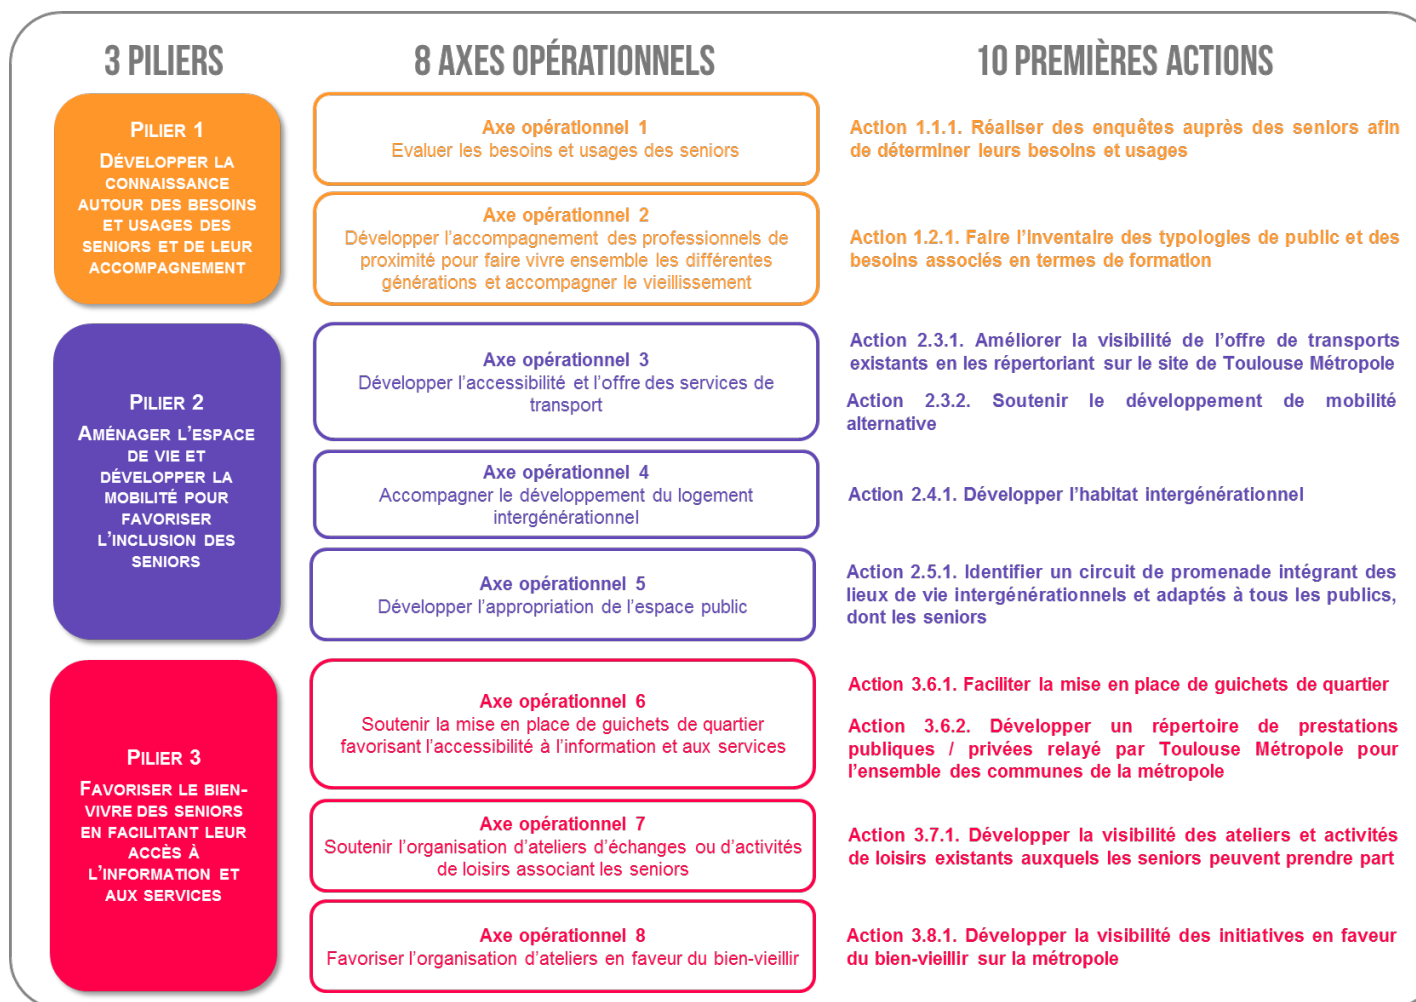 3 PILIERS
8 AXES OPÉRATIONNELS
10 PREMIÈRES ACTIONS
PILIER 1
DÉVELOPPER LA
CONNAISSANCE
AUTOUR DES BESOINS
ET USAGES DES
SENIORS ET DE LEUR
ACCOMPAGNEMENT
Axe opérationnel 1
Evaluer les besoins et usages des seniors
Action 1.1.1. Réaliser des enquêtes auprès des seniors afin
de déterminer leurs besoins et usages
Axe opérationnel 2
Développer l'accompagnement des professionnels de
proximité pour faire vivre ensemble les différentes
générations et accompagner le vieillissement
Action 1.2.1. Faire l'inventaire des typologies de public et des
besoins associés en termes de formation
PILIER 2
AMÉNAGER L'ESPACE
DE VIE ET
DÉVELOPPER LA
MOBILITÉ POUR
FAVORISER
L'INCLUSION DES
SENIORS
Axe opérationnel 3
Développer l'accessibilité et l'offre des services de
transport
Action 2.3.1. Améliorer la visibilité de l'offre de transports
existants en les répertoriant sur le site de Toulouse Métropole
Action 2.3.2. Soutenir le développement de mobilité
alternative
Axe opérationnel 4
Accompagner le développement du logement
intergénérationnel
Action 2.4.1. Développer l'habitat intergénérationnel
Axe opérationnel 5
Développer l'appropriation de l'espace public
Action 2.5.1. Identifier un circuit de promenade intégrant des
lieux de vie intergénérationnels et adaptés à tous les publics,
dont les seniors
PILIER 3
FAVORISER LE BIEN-
VIVRE DES SENIORS
EN FACILITANT LEUR
ACCÈS À
L'INFORMATION ET
AUX SERVICES
Axe opérationnel 6
Soutenir la mise en place de guichets de quartier
favorisant l'accessibilité à l'information et aux services
Action 3.6.1. Faciliter la mise en place de guichets de quartier
Action 3.6.2. Développer un répertoire de prestations
publiques / privées relayé par Toulouse Métropole pour
l'ensemble des communes de la métropole
Axe opérationnel 7
Soutenir l'organisation d'ateliers d'échanges ou d'activités
de loisirs associant les seniors
Action 3.7.1. Développer la visibilité des ateliers et activités
de loisirs existants auxquels les seniors peuvent prendre part
Axe opérationnel 8
Favoriser l'organisation d'ateliers en faveur du bien-vieillir
Action 3.8.1. Développer la visibilité des initiatives en faveur
du bien-vieillir sur la métropole